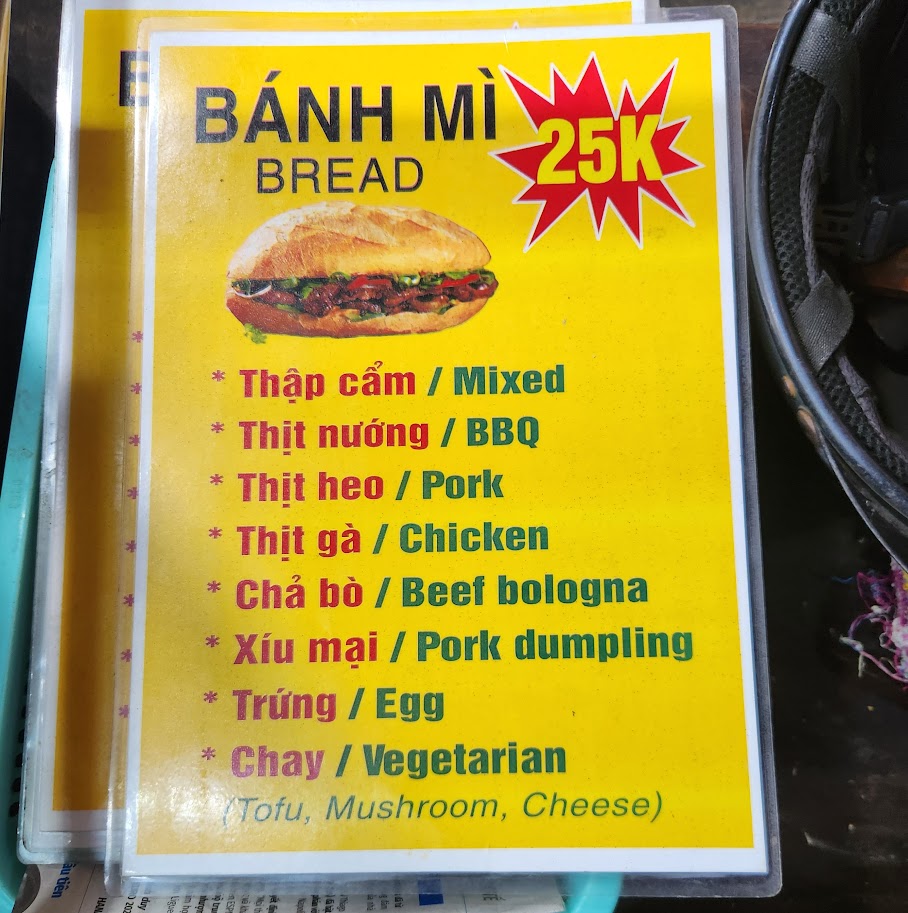 BÁNH MÌ
25K
BREAD
* Thập cẩm / Mixed
* Thịt nướng / BBQ
* Thịt heo / Pork
* Thịt gà / Chicken
* Chả bò / Beef bologna
* Xíu mại / Pork dumpling
* Trứng / Egg
* Chay / Vegetarian
(Tofu, Mushroom, Cheese)